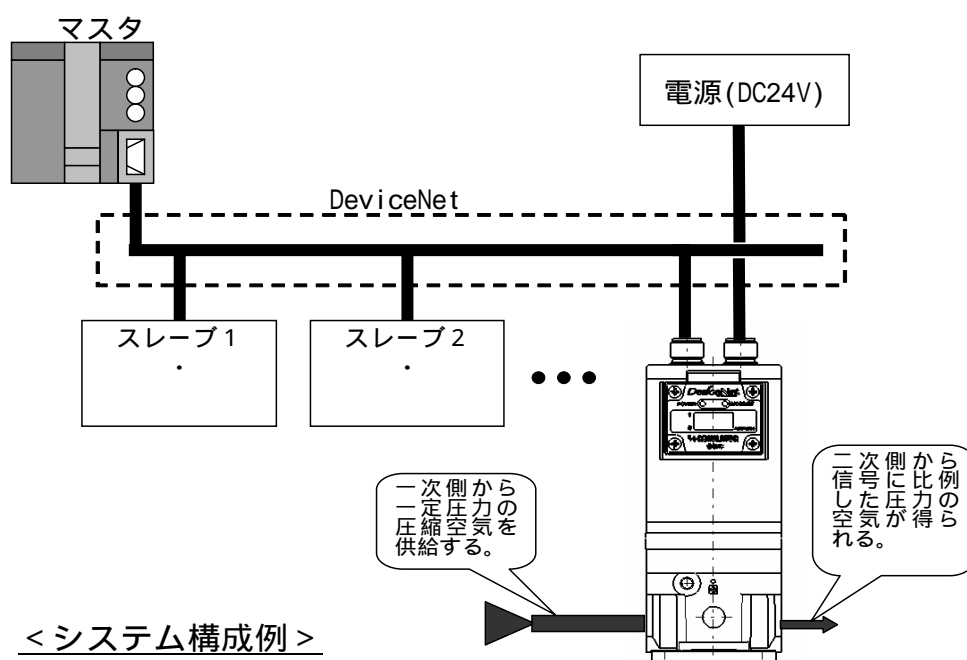 マスタ
電源(DC24V)
DeviceNet
スレーブ1
・
スレーブ2
・
●●●
DeviceNet
POWER
一次側から
一定圧力の
圧縮空気を
供給する。
二次側から
信号に比例
した圧力の
空気が得ら
れる。
<システム構成例>